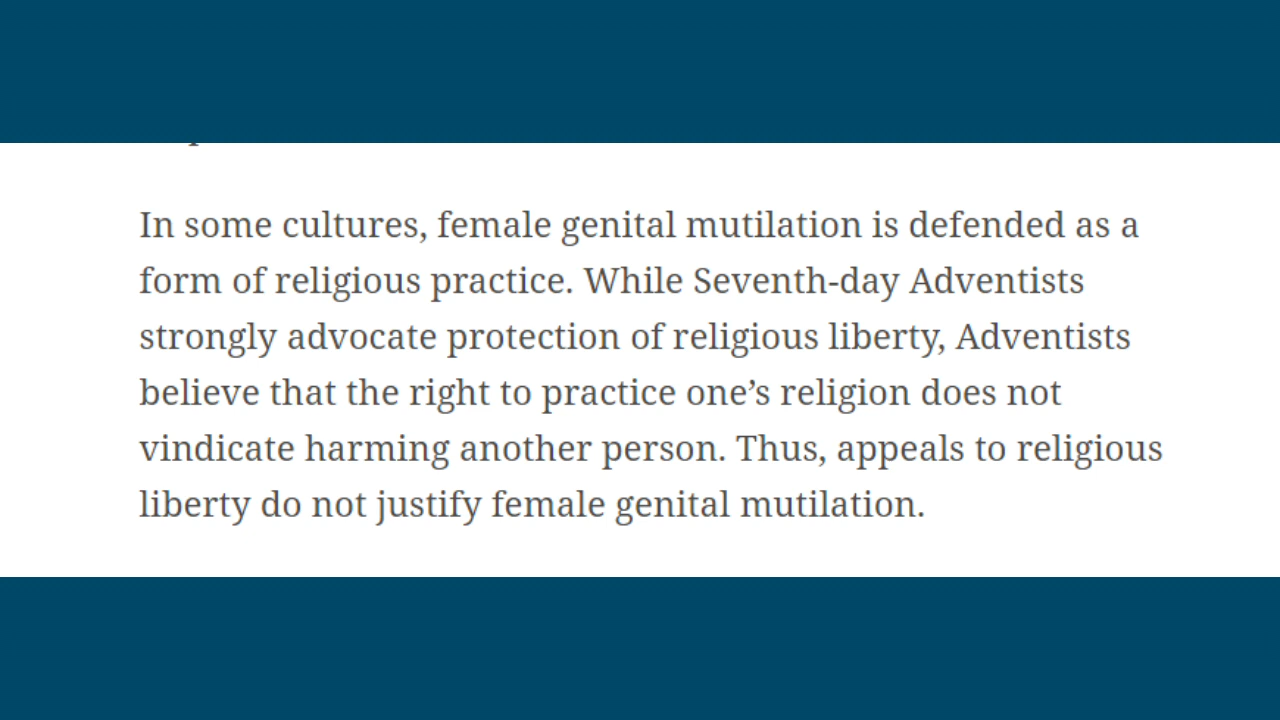 In some cultures, female genital mutilation is defended as a
form of religious practice. While Seventh-day Adventists
strongly advocate protection of religious liberty, Adventists
believe that the right to practice one’s religion does not
vindicate harming another person. Thus, appeals to religious
liberty do not justify female genital mutilation.